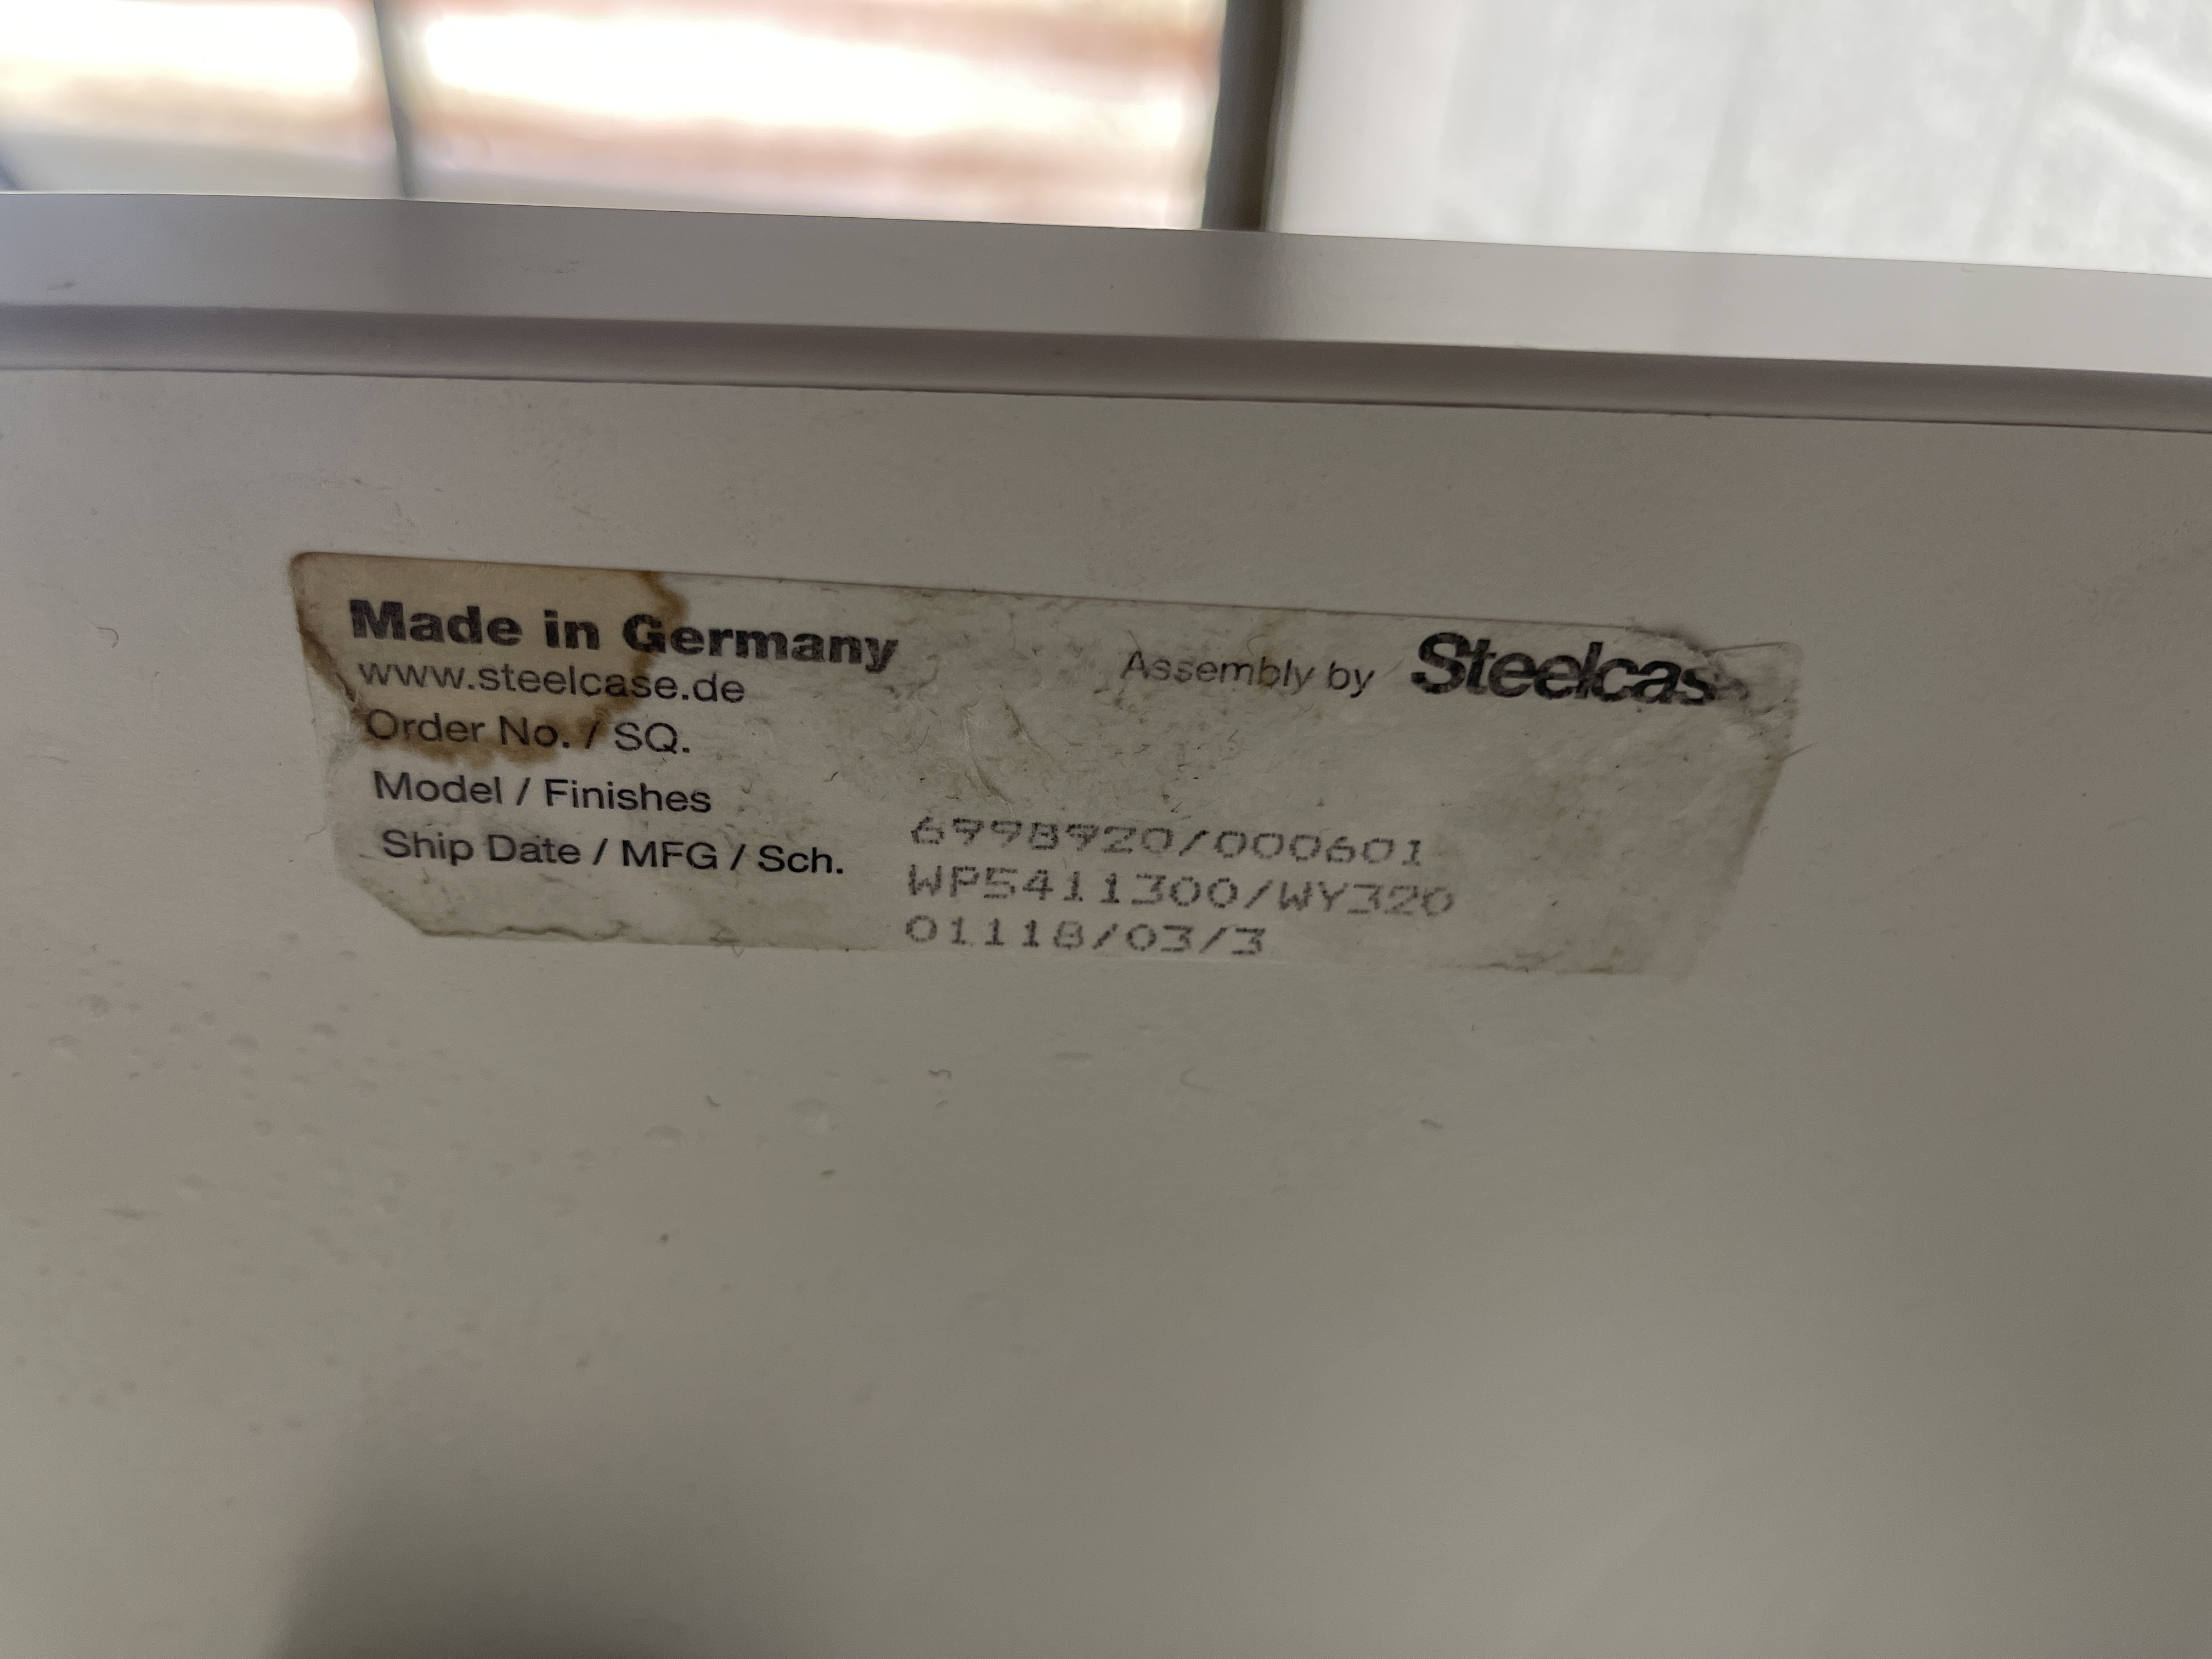 Made in Germany
www.steelcase.de
Assembly by Steelcas
Order No. / SQ.
Model / Finishes
Ship Date / MFG / Sch.
6998920/000601
WP5411300/WY320
01118/03/3